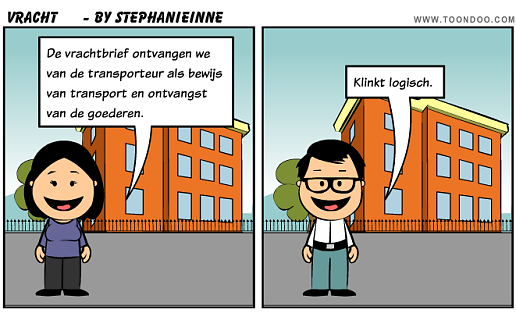 VRACHT - BY STEPHANIEINNE
WWW.TOONDOO.COM
De vrachtbrief ontvangen we
van de transporteur als bewijs
van transport en ontvangst
van de goederen.
Klinkt logisch.